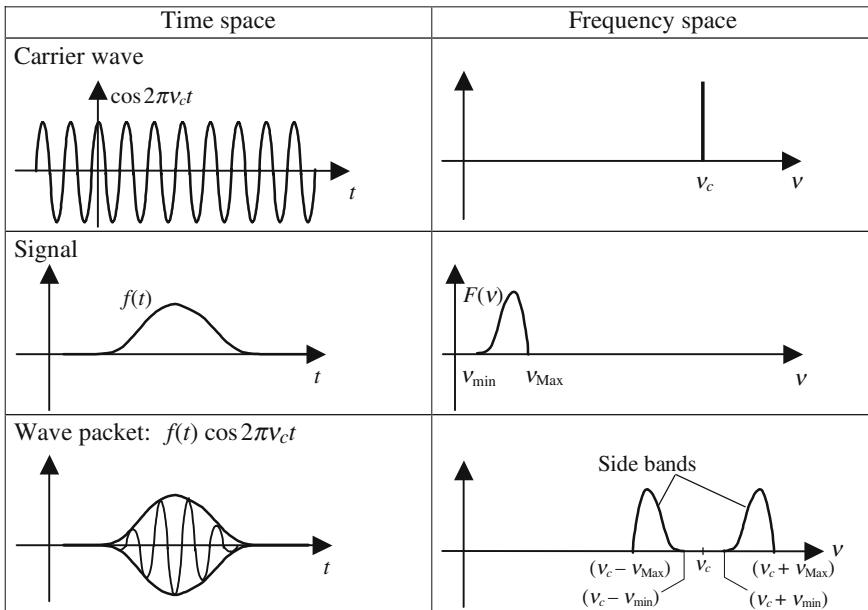 Time space
Frequency space
Carrier wave
cos 2πν_c t
t
ν_c
ν
Signal
f(t)
t
F(ν)
ν_min
ν_Max
ν
Wave packet: f(t) cos 2πν_c t
t
Side bands
ν
(ν_c – ν_Max)
ν_c
(ν_c + ν_Max)
(ν_c – ν_min)
(ν_c + ν_min)